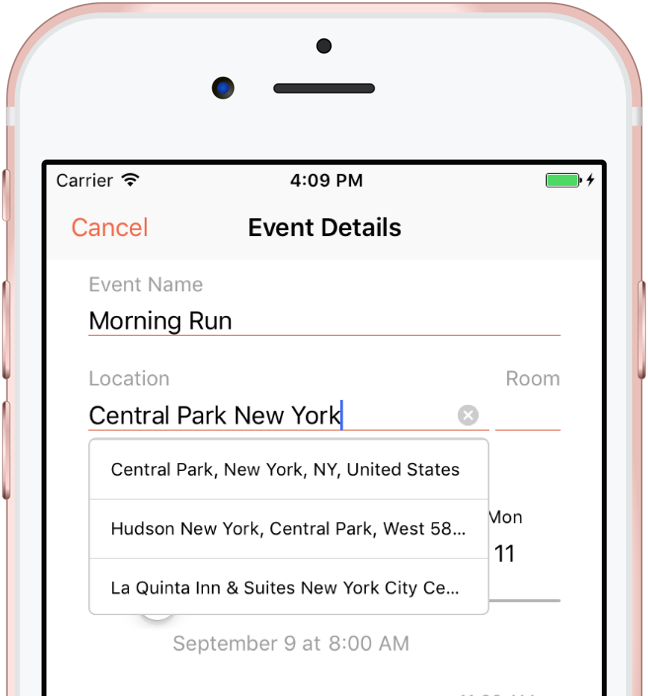 Carrier 4:09 PM
Cancel Event Details
Event Name
Morning Run
Location Room
Central Park New York
Central Park, New York, NY, United States
Hudson New York, Central Park, West 58...
Mon
11
La Quinta Inn & Suites New York City Ce...
September 9 at 8:00 AM